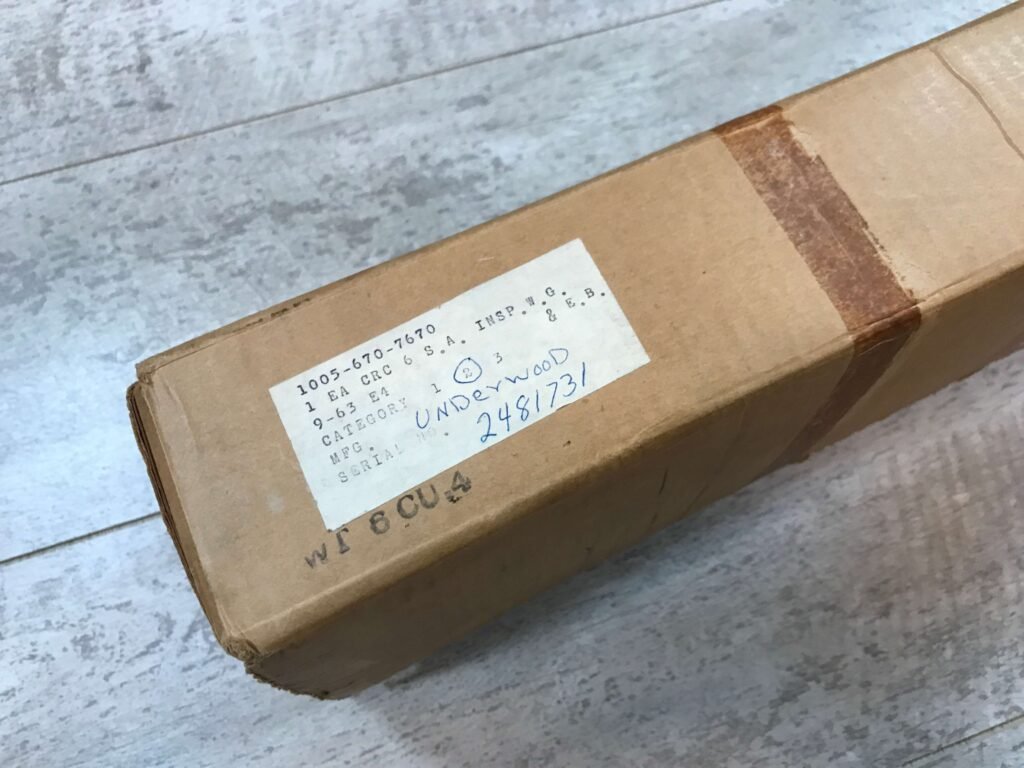 1005-670-7670
1 EA CRC 6 S.A. INSP.W.G.
9-63 E4 & E.B.
CATEGORY 1 2 3
MFG. UNDerwOOD
SERIAL NO. 2481731
WT 6 CU.4